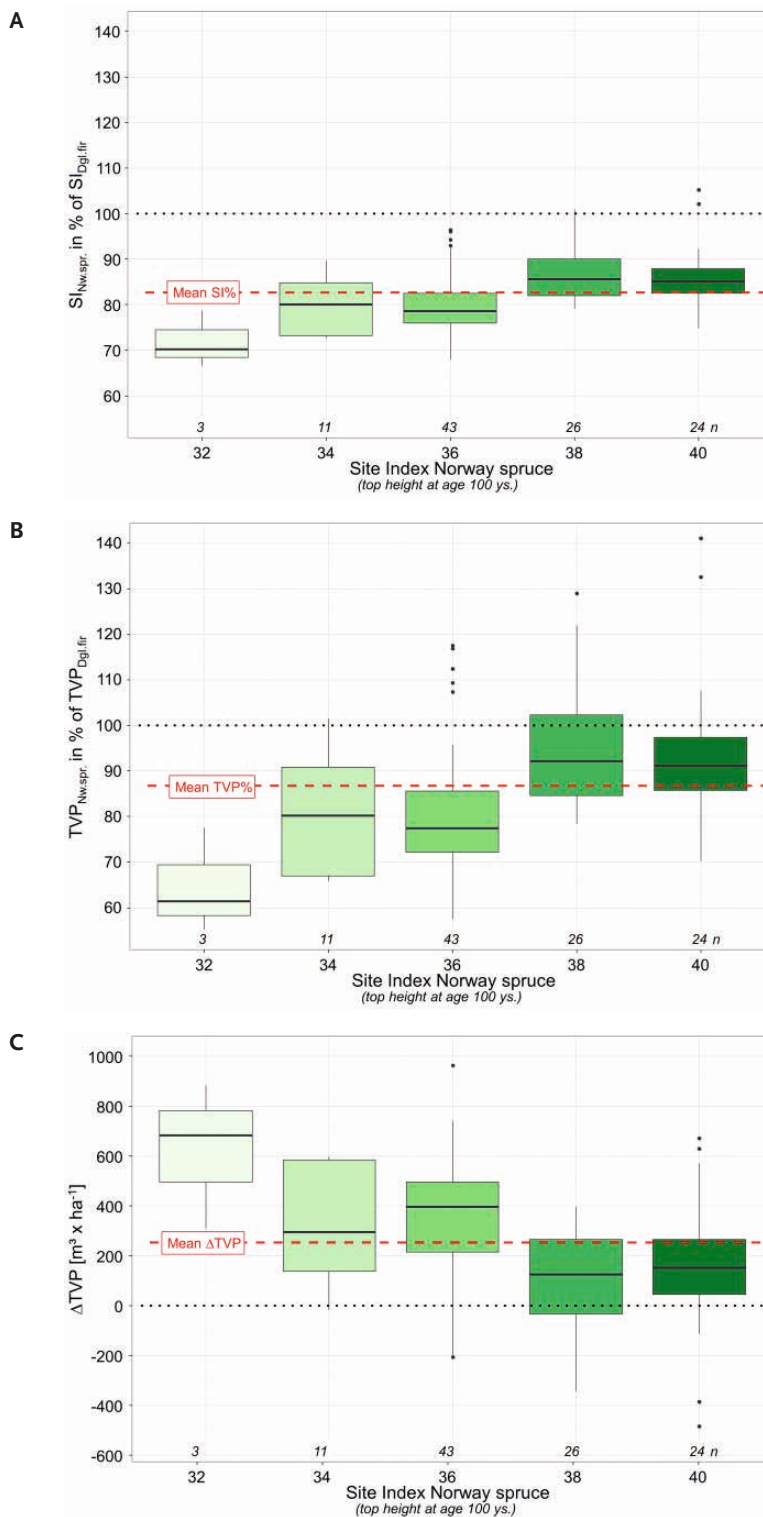 A
140
130
120
110
100
90
80
70
60
SI_Nw.spr. in % of SI_Dgl.fir
Mean SI%
3 11 43 26 24 n
32 34 36 38 40
Site Index Norway spruce
(top height at age 100 ys.)
B
140
130
120
110
100
90
80
70
60
TVP_Nw.spr. in % of TVP_Dgl.fir
Mean TVP%
3 11 43 26 24 n
32 34 36 38 40
Site Index Norway spruce
(top height at age 100 ys.)
C
1000
800
600
400
200
0
-200
-400
-600
ΔTVP [m³ x ha⁻¹]
Mean ΔTVP
3 11 43 26 24 n
32 34 36 38 40
Site Index Norway spruce
(top height at age 100 ys.)